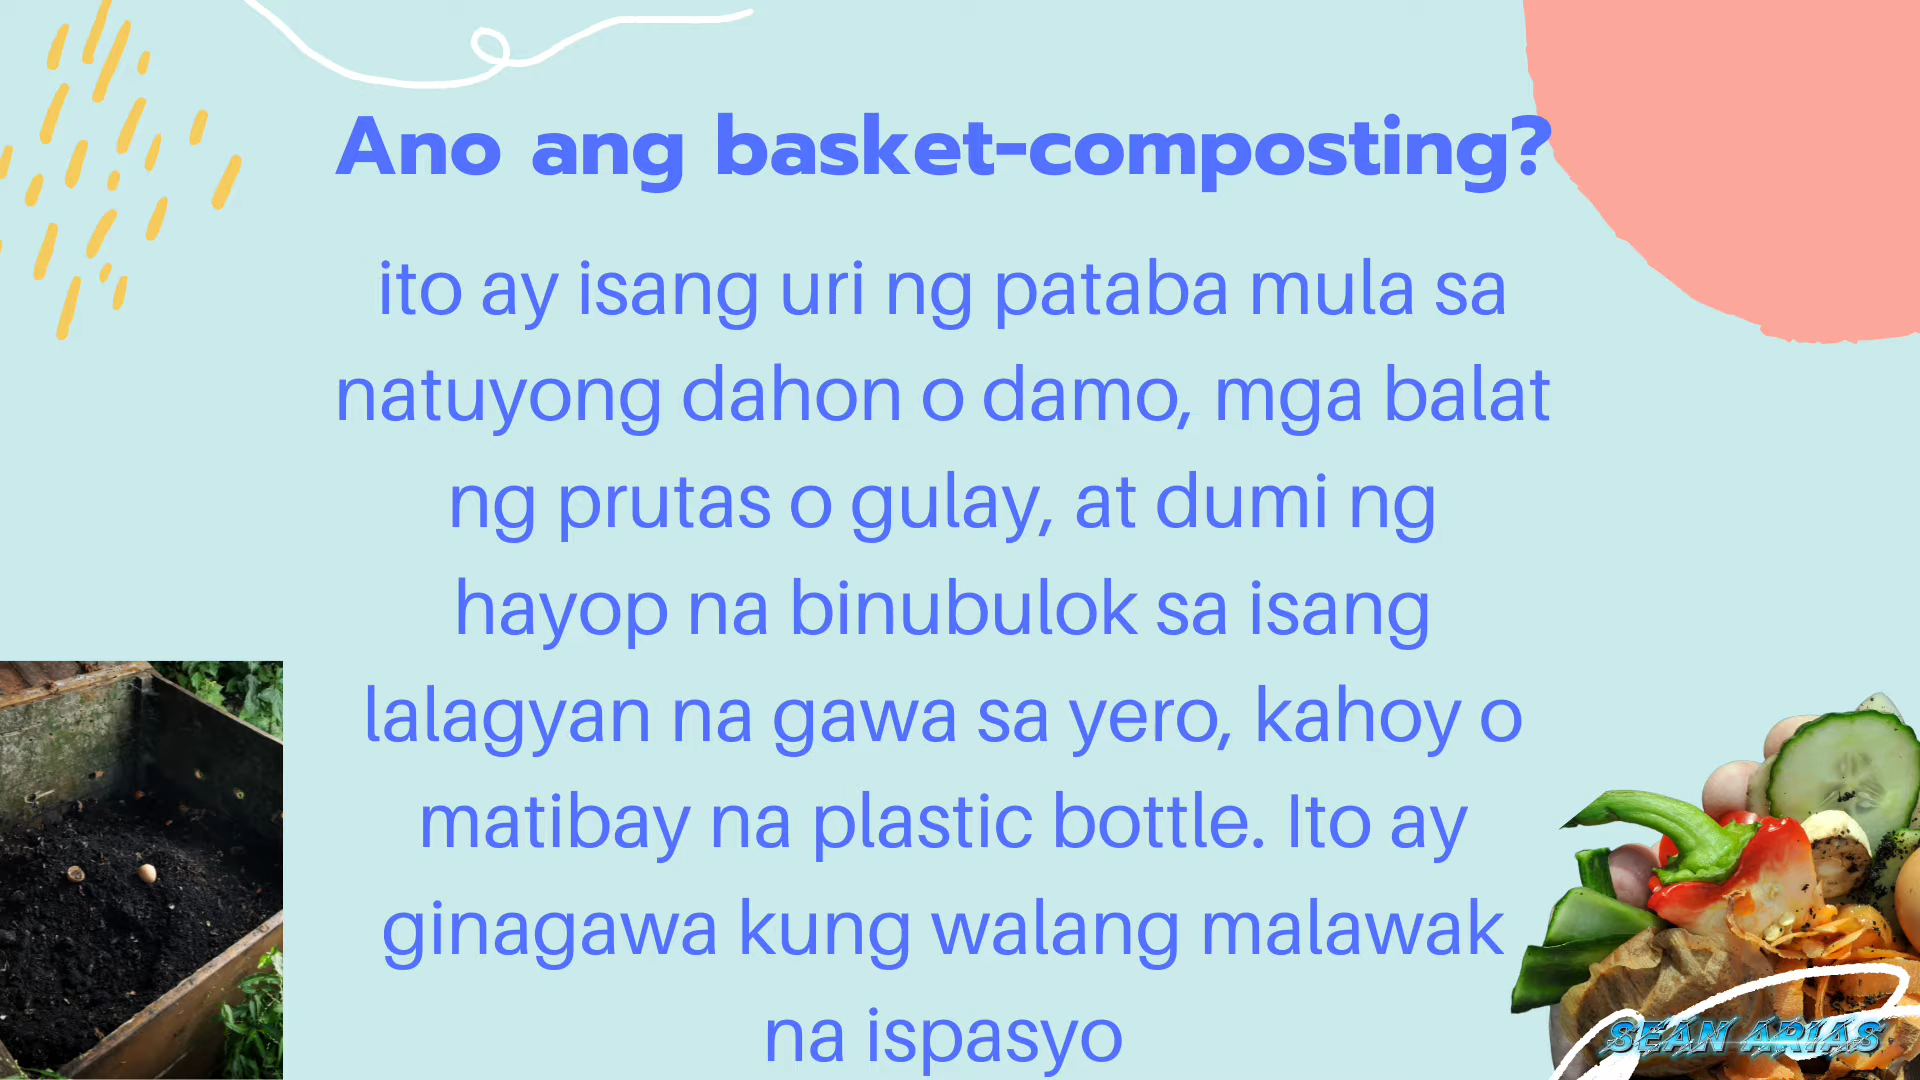 Ano ang basket-composting?
ito ay isang uri ng pataba mula sa
natuyong dahon o damo, mga balat
ng prutas o gulay, at dumi ng
hayop na binubulok sa isang
lalagyan na gawa sa yero, kahoy o
matibay na plastic bottle. Ito ay
ginagawa kung walang malawak
na ispasyo
SEAN ARIAS